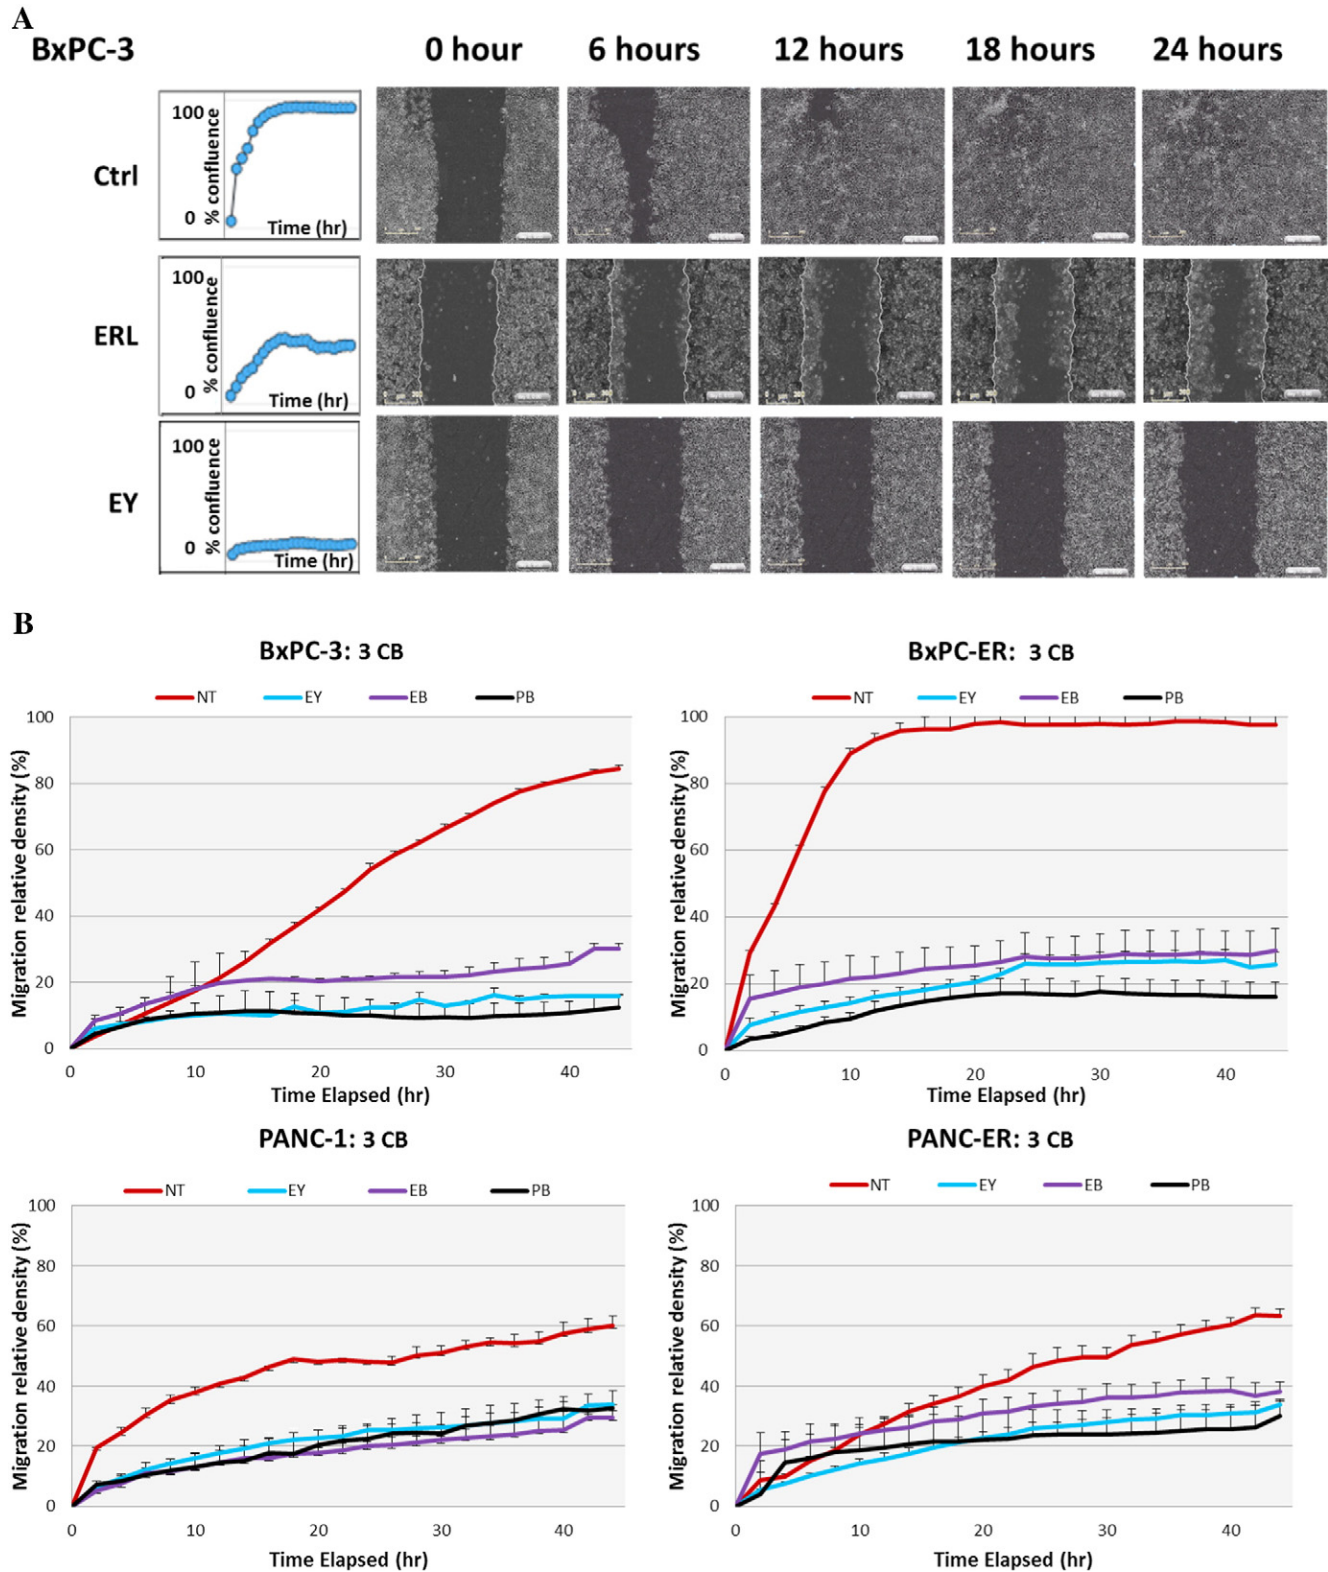 A
BxPC-3 0 hour 6 hours 12 hours 18 hours 24 hours
Ctrl
100
0
% confluence
Time (hr)
ERL
100
0
% confluence
Time (hr)
EY
100
0
% confluence
Time (hr)
B
BxPC-3: 3 CB
NT EY EB PB
Migration relative density (%)
100
80
60
40
20
0
0 10 20 30 40
Time Elapsed (hr)
BxPC-ER: 3 CB
NT EY EB PB
Migration relative density (%)
100
80
60
40
20
0
0 10 20 30 40
Time Elapsed (hr)
PANC-1: 3 CB
NT EY EB PB
Migration relative density (%)
100
80
60
40
20
0
0 10 20 30 40
Time Elapsed (hr)
PANC-ER: 3 CB
NT EY EB PB
Migration relative density (%)
100
80
60
40
20
0
0 10 20 30 40
Time Elapsed (hr)